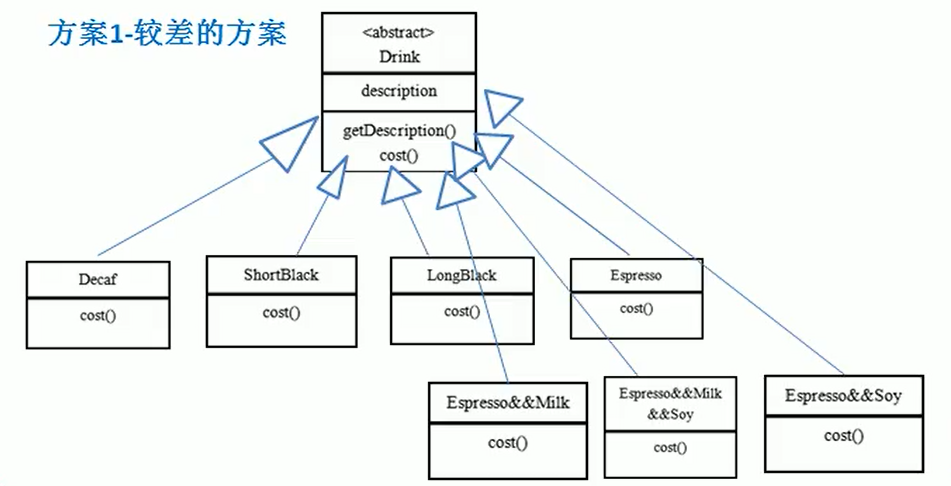 方案1-较差的方案
<abstract>
Drink
description
getDescription()
cost()
Decaf
cost()
ShortBlack
cost()
LongBlack
cost()
Espresso
cost()
Espresso&&Milk
cost()
Espresso&&Milk
&&Soy
cost()
Espresso&&Soy
cost()